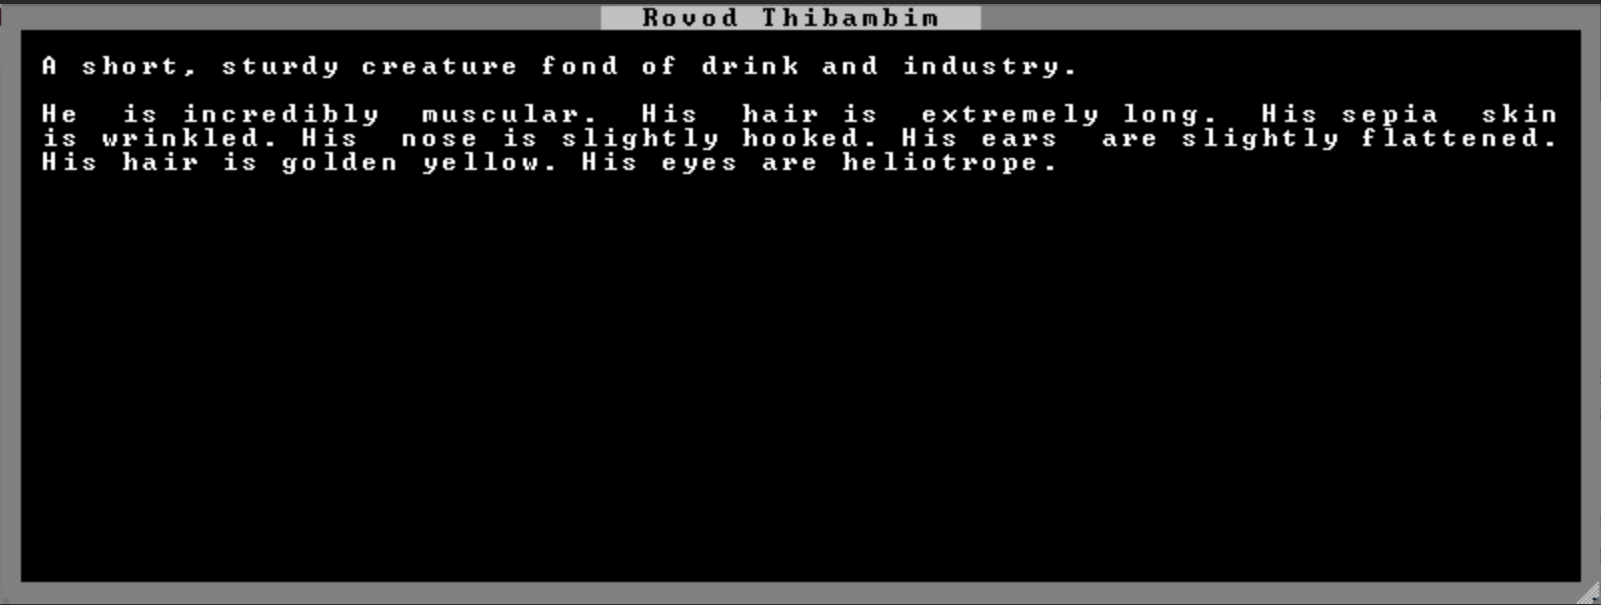 Rovod Thibambim
A short, sturdy creature fond of drink and industry.
He is incredibly muscular. His hair is extremely long. His sepia skin
is wrinkled. His nose is slightly hooked. His ears are slightly flattened.
His hair is golden yellow. His eyes are heliotrope.